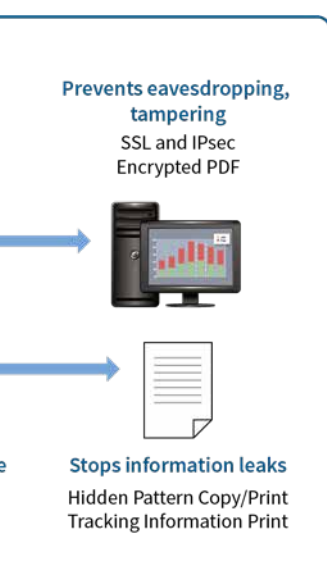 Prevents eavesdropping,
tampering
SSL and IPsec
Encrypted PDF
e
Stops information leaks
Hidden Pattern Copy/Print
Tracking Information Print